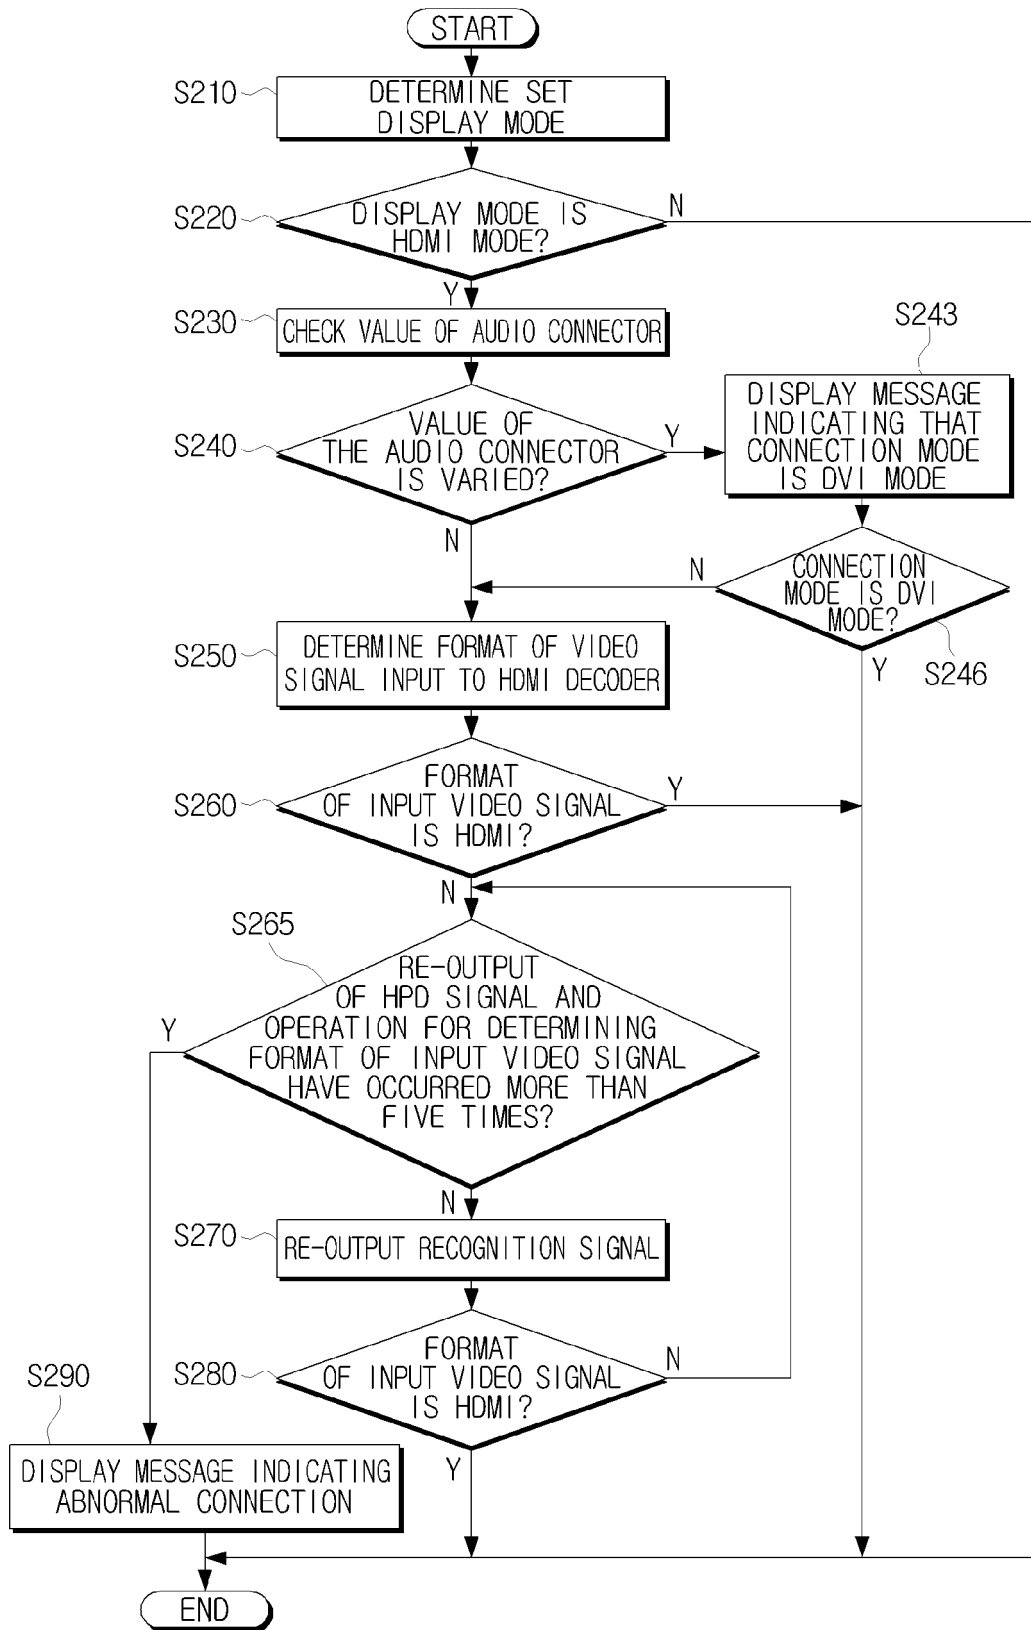 START
S210
DETERMINE SET
DISPLAY MODE
S220
DISPLAY MODE IS
HDMI MODE?
N
Y
S230
CHECK VALUE OF AUDIO CONNECTOR
S243
DISPLAY MESSAGE
INDICATING THAT
CONNECTION MODE
IS DVI MODE
S240
VALUE OF
THE AUDIO CONNECTOR
IS VARIED?
Y
N
N
CONNECTION
MODE IS DVI
MODE?
S246
Y
S250
DETERMINE FORMAT OF VIDEO
SIGNAL INPUT TO HDMI DECODER
S260
FORMAT
OF INPUT VIDEO SIGNAL
IS HDMI?
Y
N
S265
RE-OUTPUT
OF HPD SIGNAL AND
OPERATION FOR DETERMINING
FORMAT OF INPUT VIDEO SIGNAL
HAVE OCCURRED MORE THAN
FIVE TIMES?
Y
N
S270
RE-OUTPUT RECOGNITION SIGNAL
S280
FORMAT
OF INPUT VIDEO SIGNAL
IS HDMI?
N
Y
S290
DISPLAY MESSAGE INDICATING
ABNORMAL CONNECTION
END